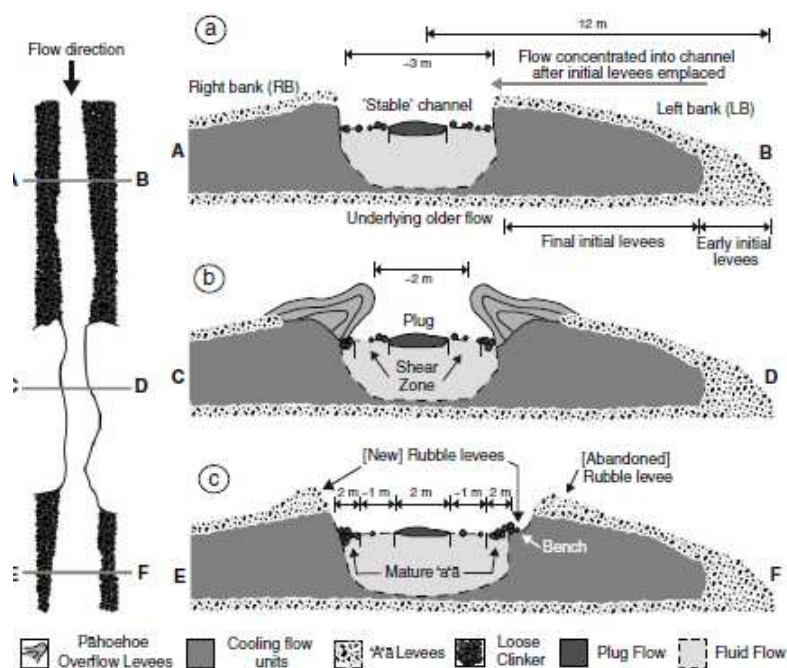 Flow direction
A
B
C
D
E
F
a
12 m
~3 m
Flow concentrated into channel
after initial levees emplaced
Right bank (RB)
'Stable' channel
Left bank (LB)
A
B
Underlying older flow
Final initial levees
Early initial
levees
b
~2 m
Plug
Shear
Zone
C
D
c
[New] Rubble levees
[Abandoned]
Rubble levee
2 m ~1 m 2 m ~1 m 2 m
Bench
Mature 'a'ā
E
F
Pāhoehoe
Overflow Levees
Cooling flow
units
'A'ā Levees
Loose
Clinker
Plug Flow
Fluid Flow